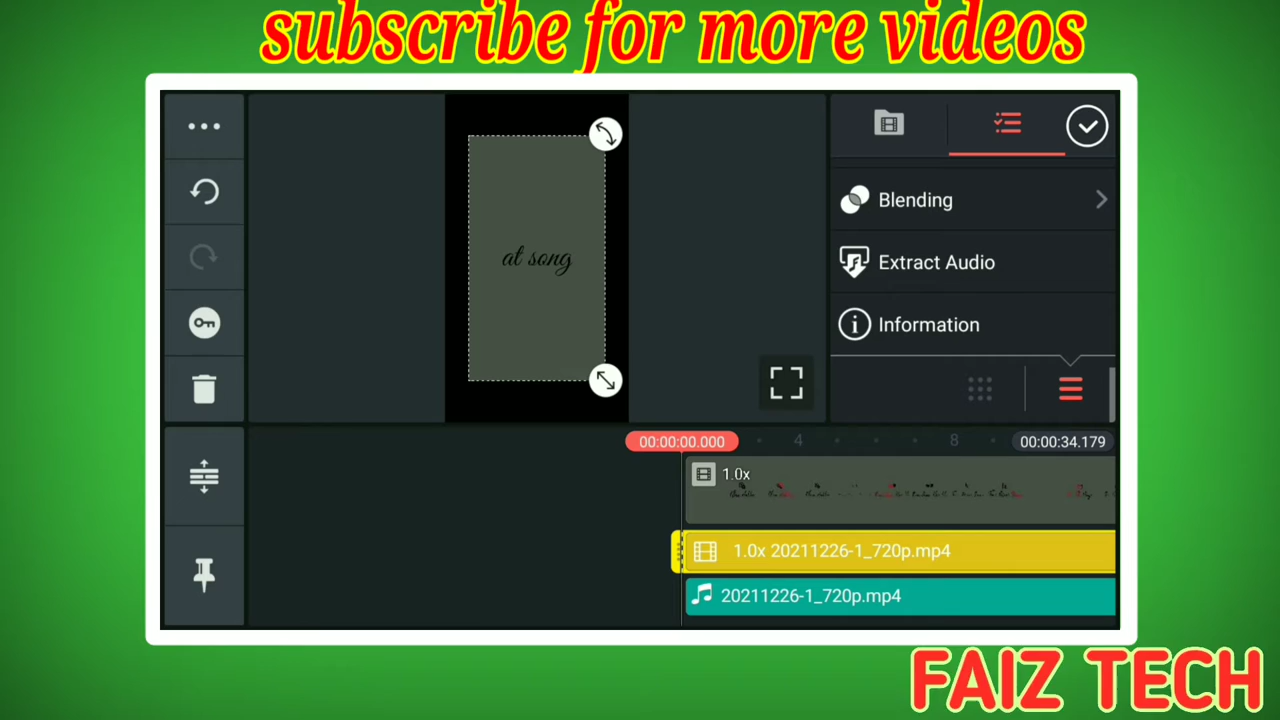 subscribe for more videos
Blending
at song
Extract Audio
Information
00:00:00.000
4
8
00:00:34.179
1.0x
1.0x 20211226-1_720p.mp4
20211226-1_720p.mp4
FAIZ TECH